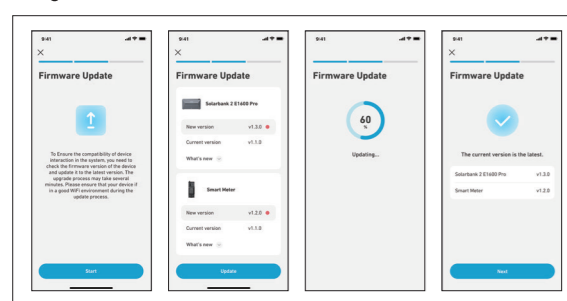 9:41
Firmware Update
To Ensure the compatibility of device
interaction in the system, you need to
check the firmware version of the device
and update it to the latest version. The
upgrade process may take several
minutes. Please ensure that your device if
in a good WiFi environment during the
update process.
Start
9:41
Firmware Update
Solarbank 2 E1600 Pro
New version v1.3.0
Current version v1.1.0
What's new
Smart Meter
New version v1.2.0
Current version v1.1.0
What's new
Update
9:41
Firmware Update
60
%
Updating...
9:41
Firmware Update
The current version is the latest.
Solarbank 2 E1600 Pro v1.3.0
Smart Meter v1.2.0
Next